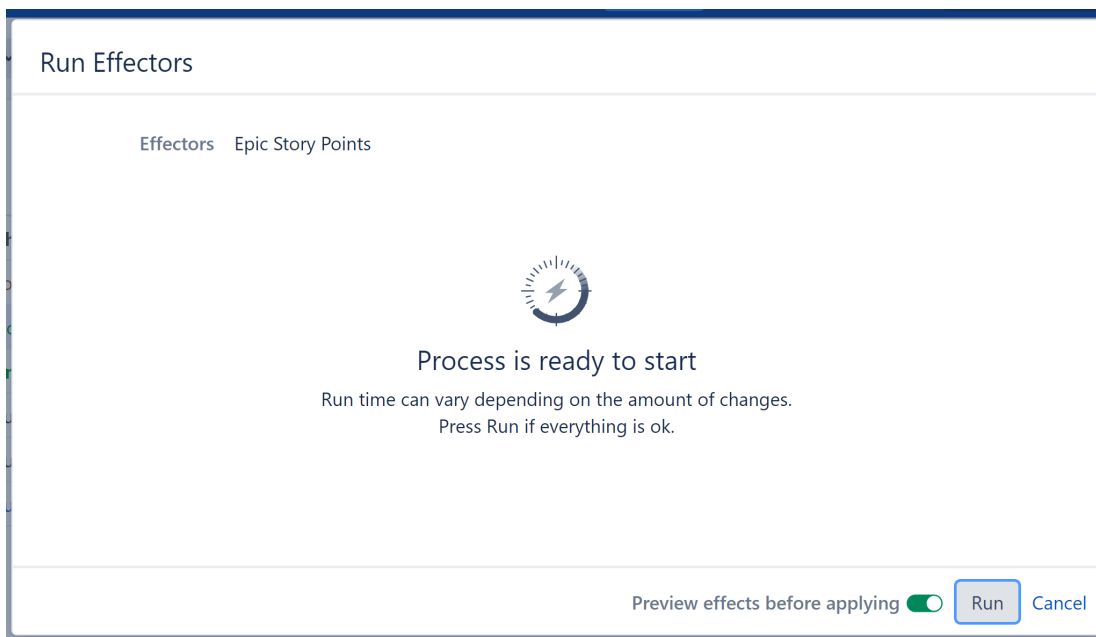 Run Effectors
Effectors Epic Story Points
Process is ready to start
Run time can vary depending on the amount of changes.
Press Run if everything is ok.
Preview effects before applying Run Cancel